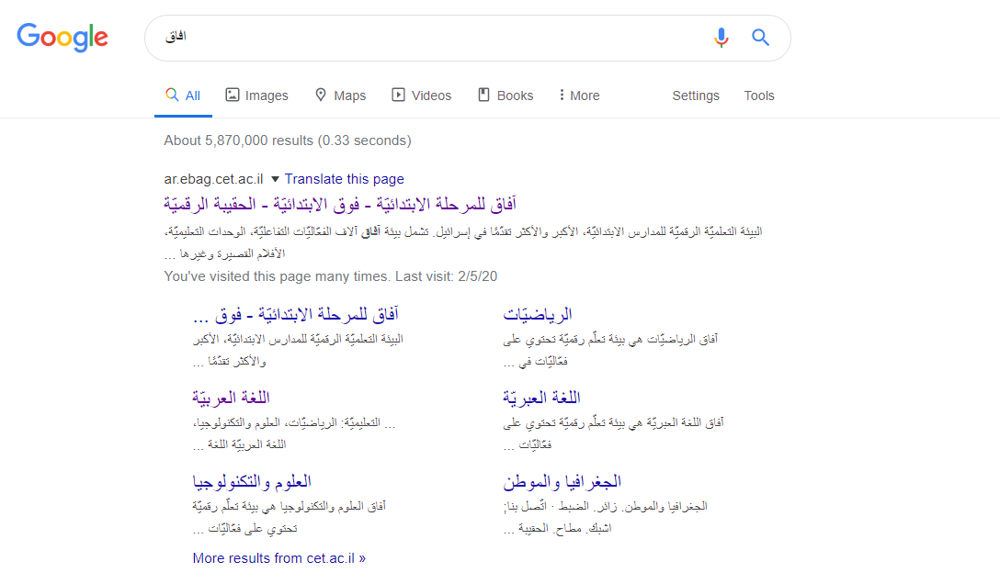 Google
افاق
All
Images
Maps
Videos
Books
More
Settings
Tools
About 5,870,000 results (0.33 seconds)
ar.ebag.cet.ac.il ▼ Translate this page
آفاق للمرحلة الابتدائيّة - فوق الابتدائيّة - الحقيبة الرقميّة
البيئة التعلميّة الرقميّة للمدارس الابتدائيّة، الأكبر والأكثر تقدّمًا في إسرائيل. تشمل بيئة آفاق آلاف الفعّاليّات التفاعليّة، الوحدات التعليميّة،
الأفلام القصيرة وغيرها ...
You've visited this page many times. Last visit: 2/5/20
آفاق للمرحلة الابتدائيّة - فوق ...
البيئة التعلميّة الرقميّة للمدارس الابتدائيّة، الأكبر
والأكثر تقدّمًا ...
الرياضيّات
آفاق الرياضيّات هي بيئة تعلّم رقميّة تحتوي على
فعّاليّات في ...
اللغة العربيّة
... التعليميّة: الرياضيّات، العلوم والتكنولوجيا،
اللغة العربيّة اللغة ...
اللغة العبريّة
آفاق اللغة العبريّة هي بيئة تعلّم رقميّة تحتوي على
فعّاليّات ...
العلوم والتكنولوجيا
آفاق العلوم والتكنولوجيا هي بيئة تعلّم رقميّة
تحتوي على فعّاليّات ...
الجغرافيا والموطن
الجغرافيا والموطن. زائر. الضبط · اتّصل بنا;
اشبك. مطاح. الحقيبة ...
More results from cet.ac.il »